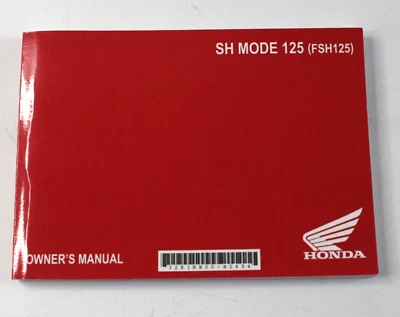 SH MODE 125 (FSH125)
OWNER'S MANUAL
HONDA